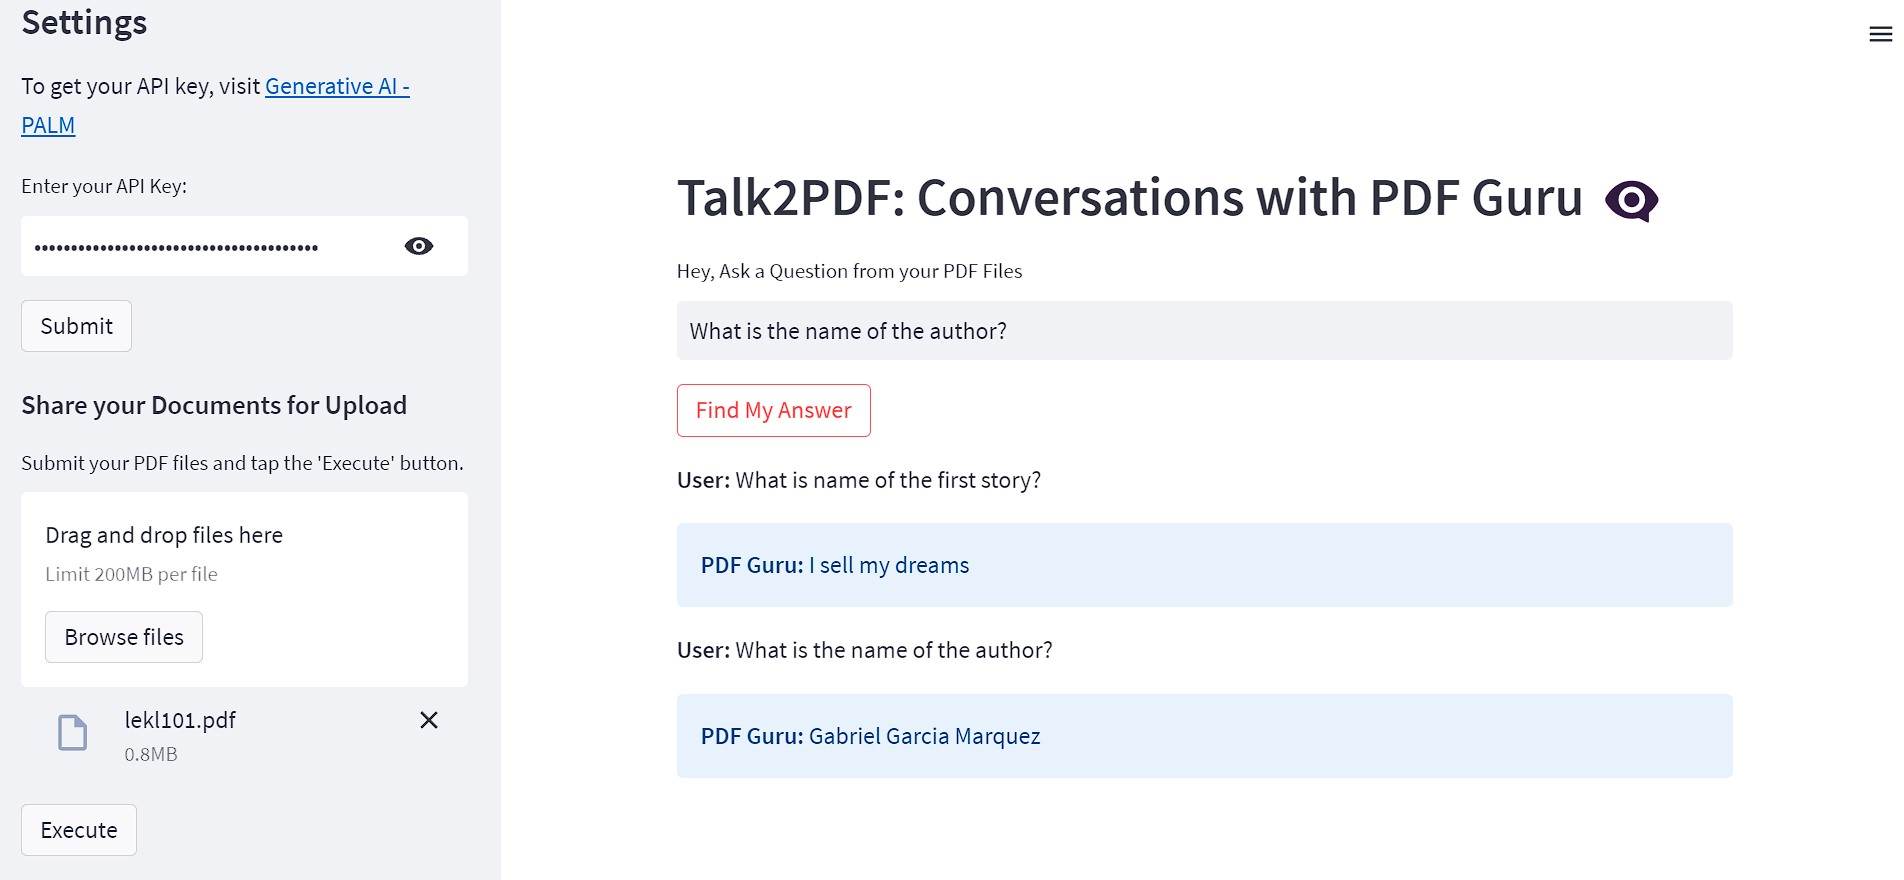 Settings
To get your API key, visit Generative AI -
PALM
Enter your API Key:
••••••••••••••••••••••••••••••••••••••
Submit
Share your Documents for Upload
Submit your PDF files and tap the 'Execute' button.
Drag and drop files here
Limit 200MB per file
Browse files
lekl101.pdf
0.8MB
Execute
Talk2PDF: Conversations with PDF Guru
Hey, Ask a Question from your PDF Files
What is the name of the author?
Find My Answer
User: What is name of the first story?
PDF Guru: I sell my dreams
User: What is the name of the author?
PDF Guru: Gabriel Garcia Marquez